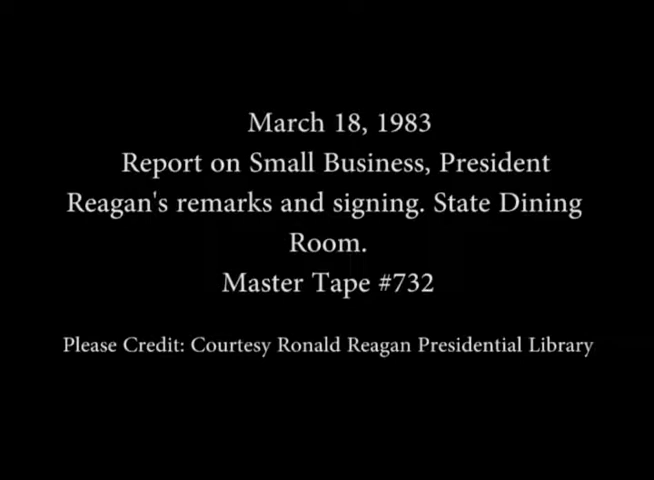 March 18, 1983
Report on Small Business, President
Reagan's remarks and signing. State Dining
Room.
Master Tape #732
Please Credit: Courtesy Ronald Reagan Presidential Library